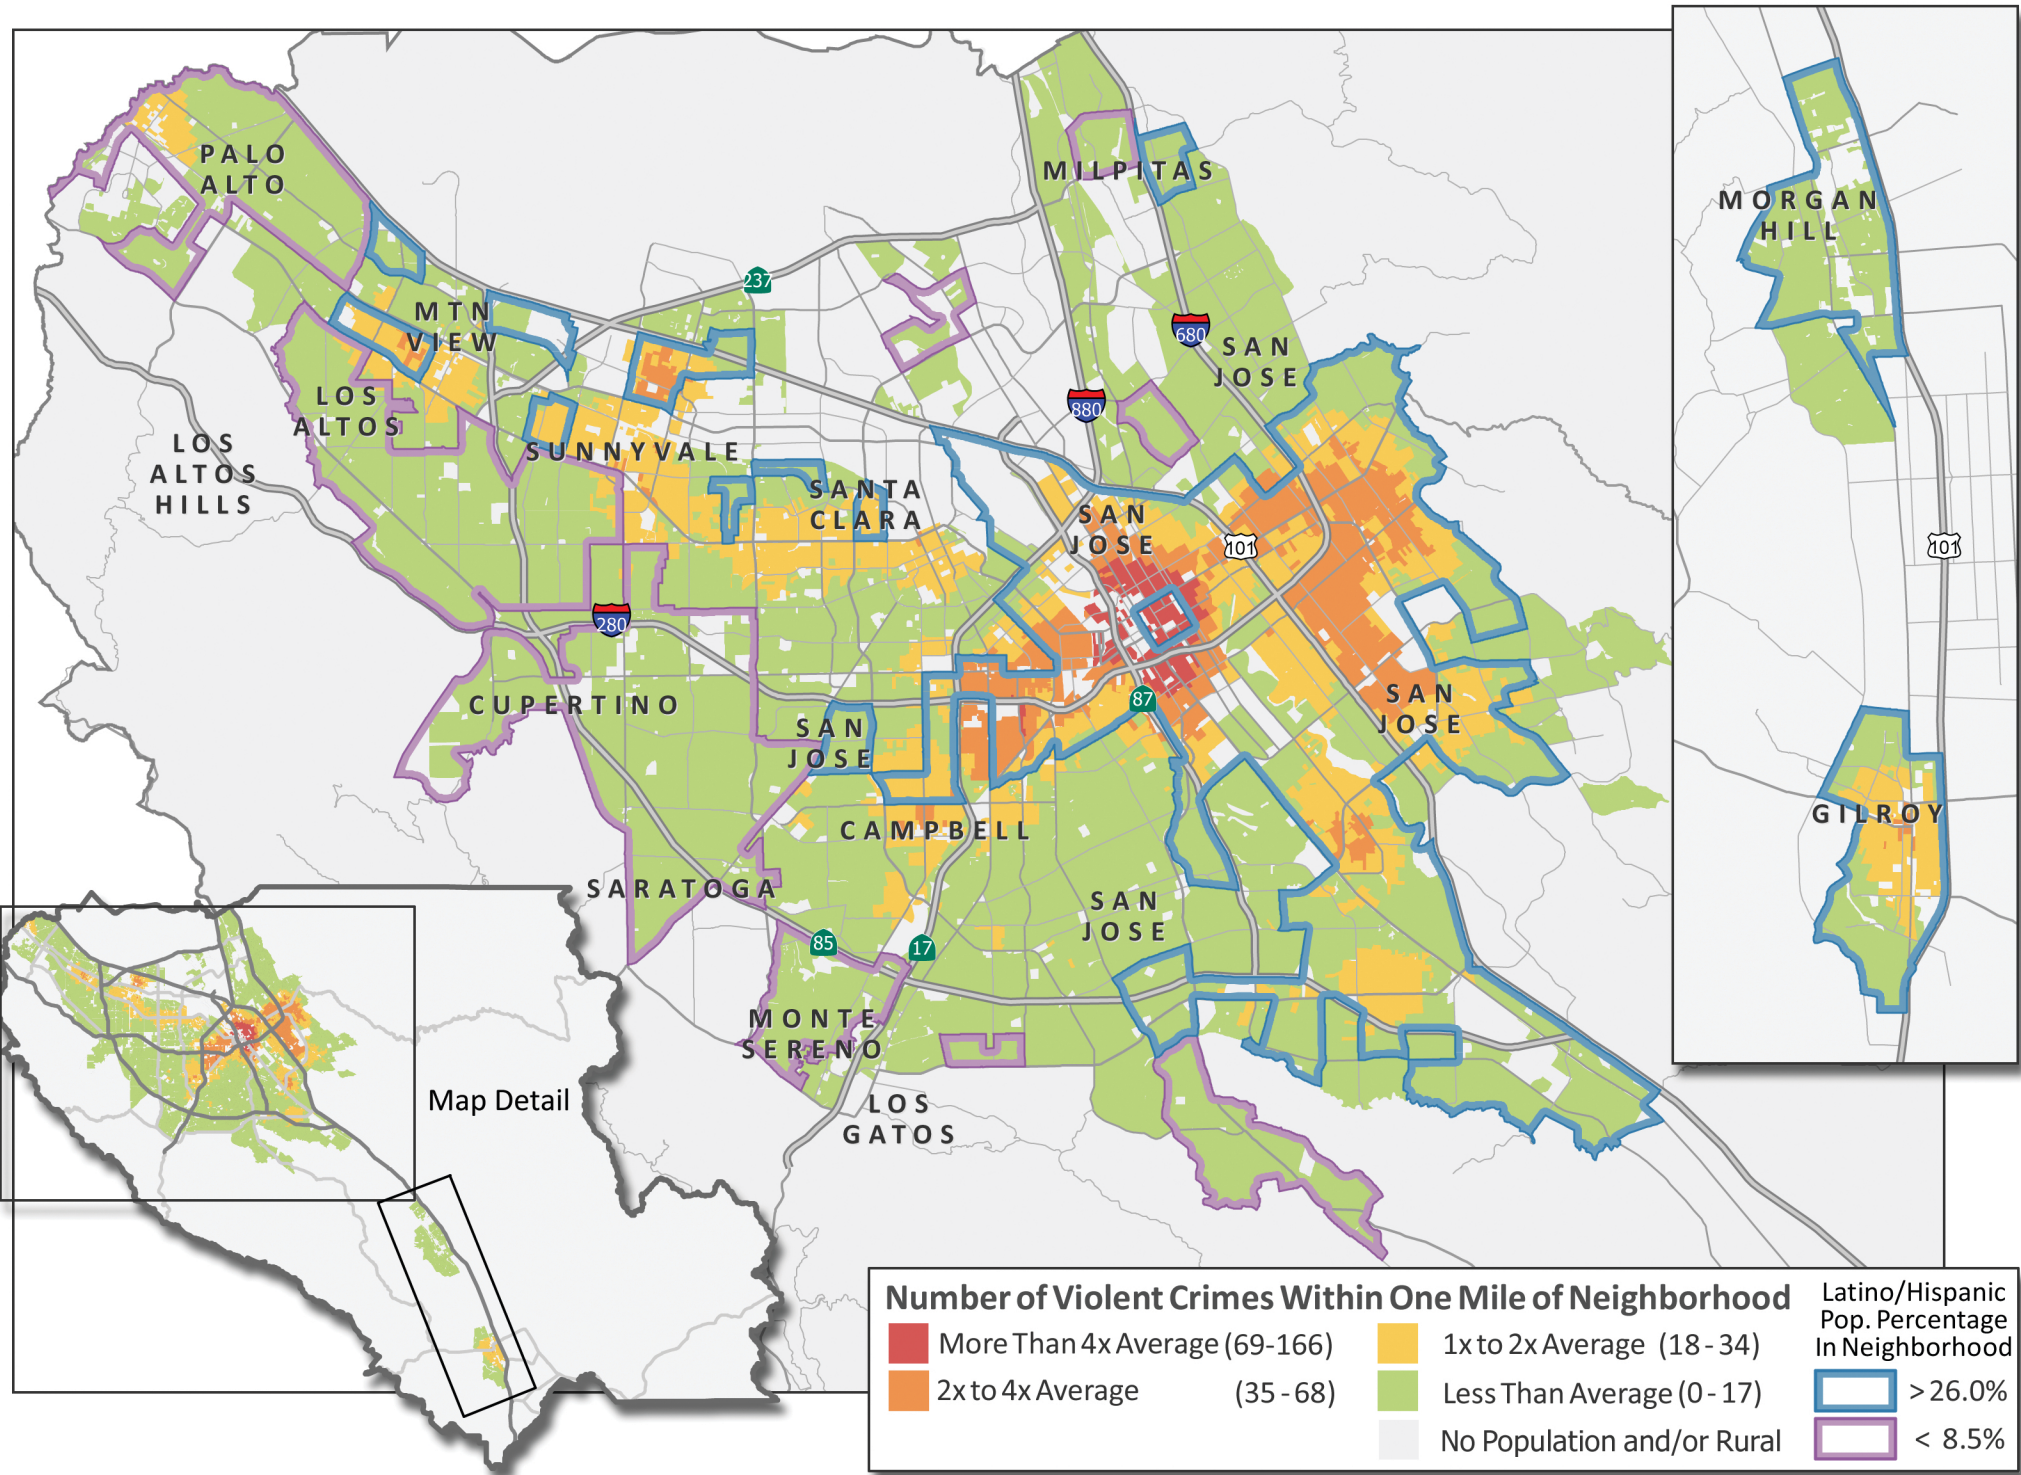 PALO
ALTO
MILPITAS
MORGAN
HILL
237
MTN
VIEW
680
SAN
JOSE
LOS
ALTOS
880
LOS
ALTOS
HILLS
SUNNYVALE
SANTA
CLARA
SAN
JOSE
101
101
280
CUPERTINO
87
SAN
JOSE
SAN
JOSE
GILROY
CAMPBELL
SARATOGA
SAN
JOSE
85
17
MONTE
SERENO
LOS
GATOS
Map Detail
Number of Violent Crimes Within One Mile of Neighborhood
More Than 4x Average (69-166)
2x to 4x Average (35 - 68)
1x to 2x Average (18 - 34)
Less Than Average (0 - 17)
No Population and/or Rural
Latino/Hispanic
Pop. Percentage
In Neighborhood
> 26.0%
< 8.5%